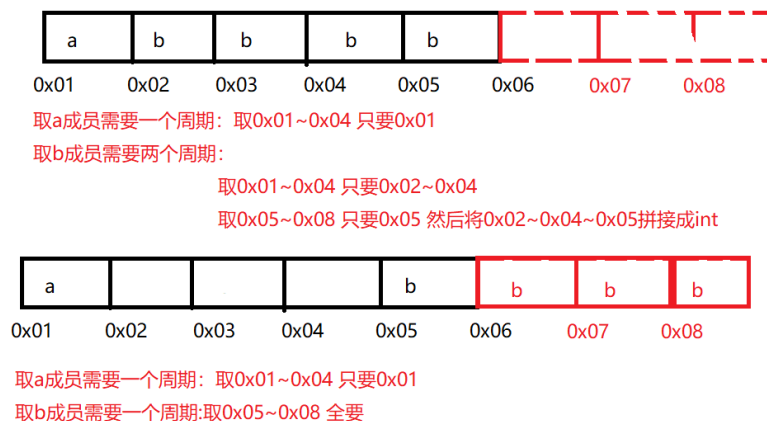 a b b b b
0x01 0x02 0x03 0x04 0x05 0x06 0x07 0x08
取a成员需要一个周期：取0x01~0x04 只要0x01
取b成员需要两个周期：
取0x01~0x04 只要0x02~0x04
取0x05~0x08 只要0x05 然后将0x02~0x04~0x05拼接成int
a b b b b
0x01 0x02 0x03 0x04 0x05 0x06 0x07 0x08
取a成员需要一个周期：取0x01~0x04 只要0x01
取b成员需要一个周期:取0x05~0x08 全要